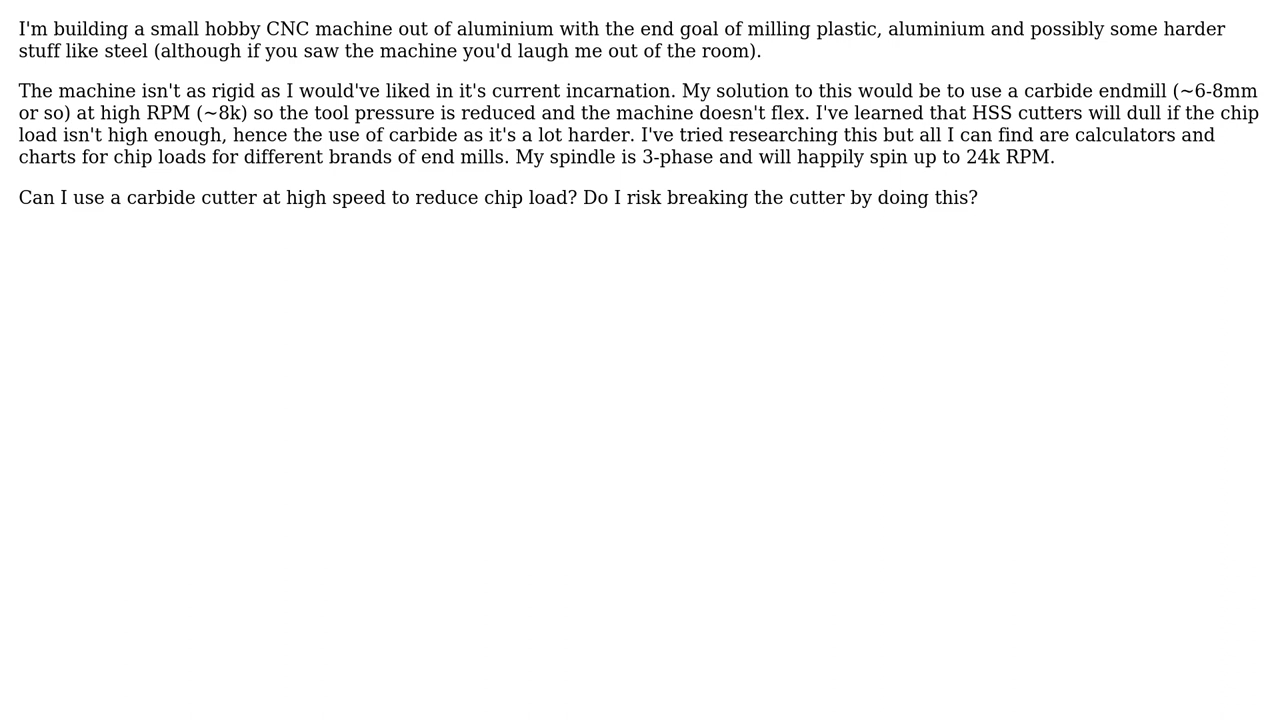 I'm building a small hobby CNC machine out of aluminium with the end goal of milling plastic, aluminium and possibly some harder
stuff like steel (although if you saw the machine you'd laugh me out of the room).
The machine isn't as rigid as I would've liked in it's current incarnation. My solution to this would be to use a carbide endmill (~6-8mm
or so) at high RPM (~8k) so the tool pressure is reduced and the machine doesn't flex. I've learned that HSS cutters will dull if the chip
load isn't high enough, hence the use of carbide as it's a lot harder. I've tried researching this but all I can find are calculators and
charts for chip loads for different brands of end mills. My spindle is 3-phase and will happily spin up to 24k RPM.
Can I use a carbide cutter at high speed to reduce chip load? Do I risk breaking the cutter by doing this?